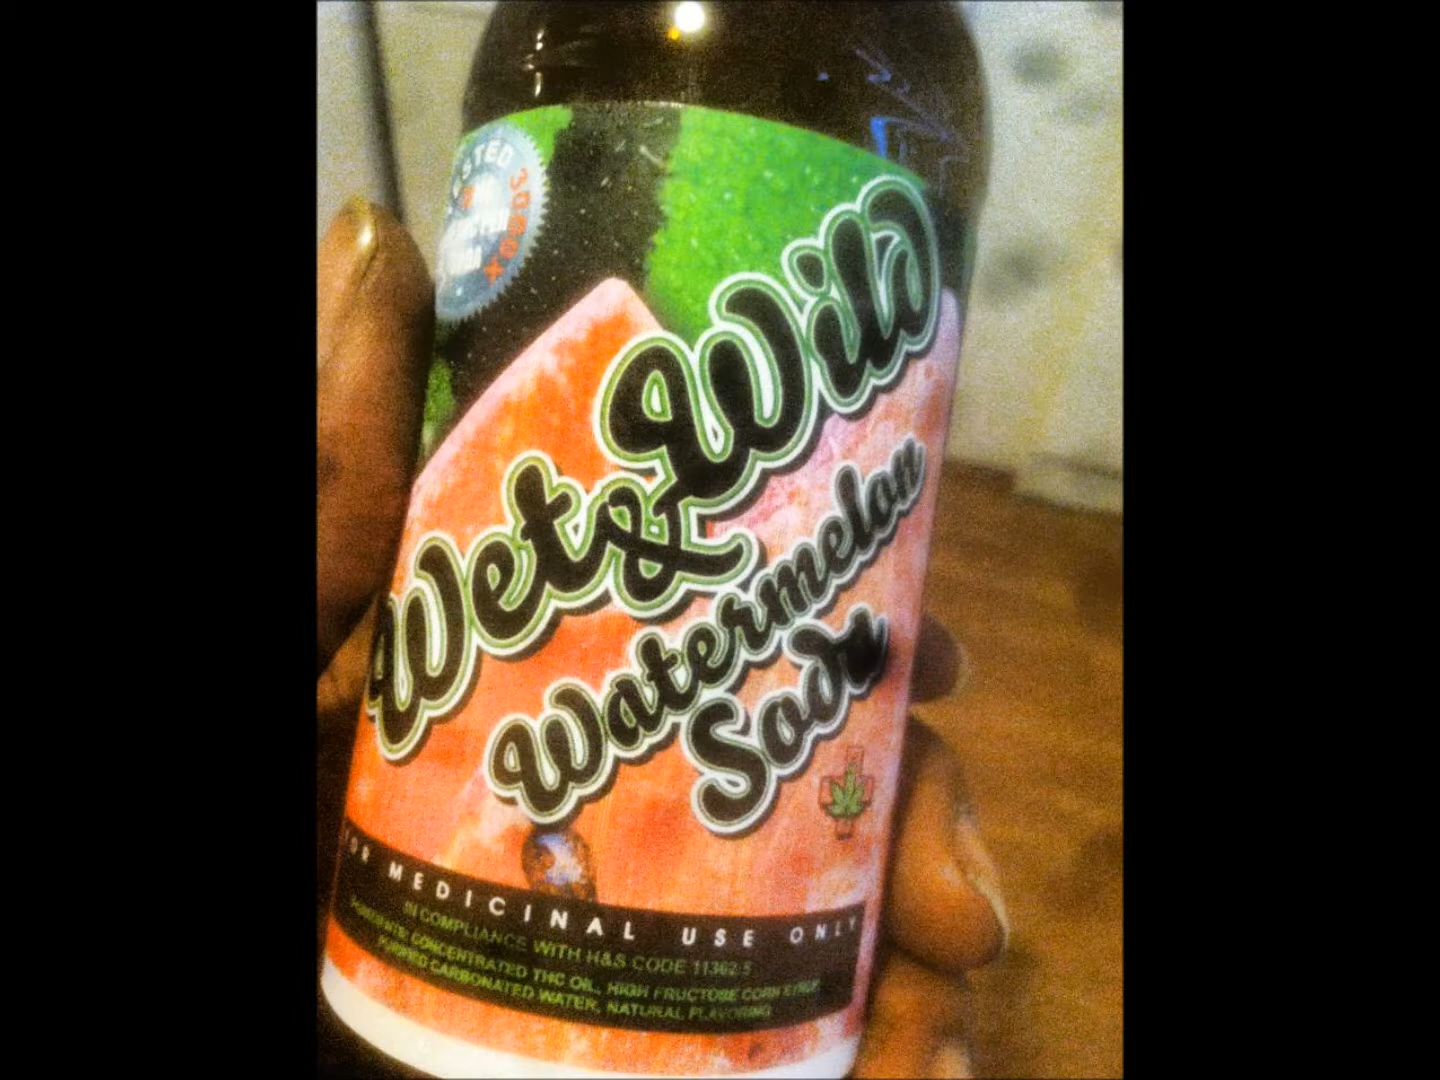 Wet & Wild
Watermelon
Soda
FOR MEDICINAL USE ONLY
IN COMPLIANCE WITH H&S CODE 11362.5
CONCENTRATED THC OIL, HIGH FRUCTOSE CORN SYRUP
PURIFIED CARBONATED WATER, NATURAL FLAVORING